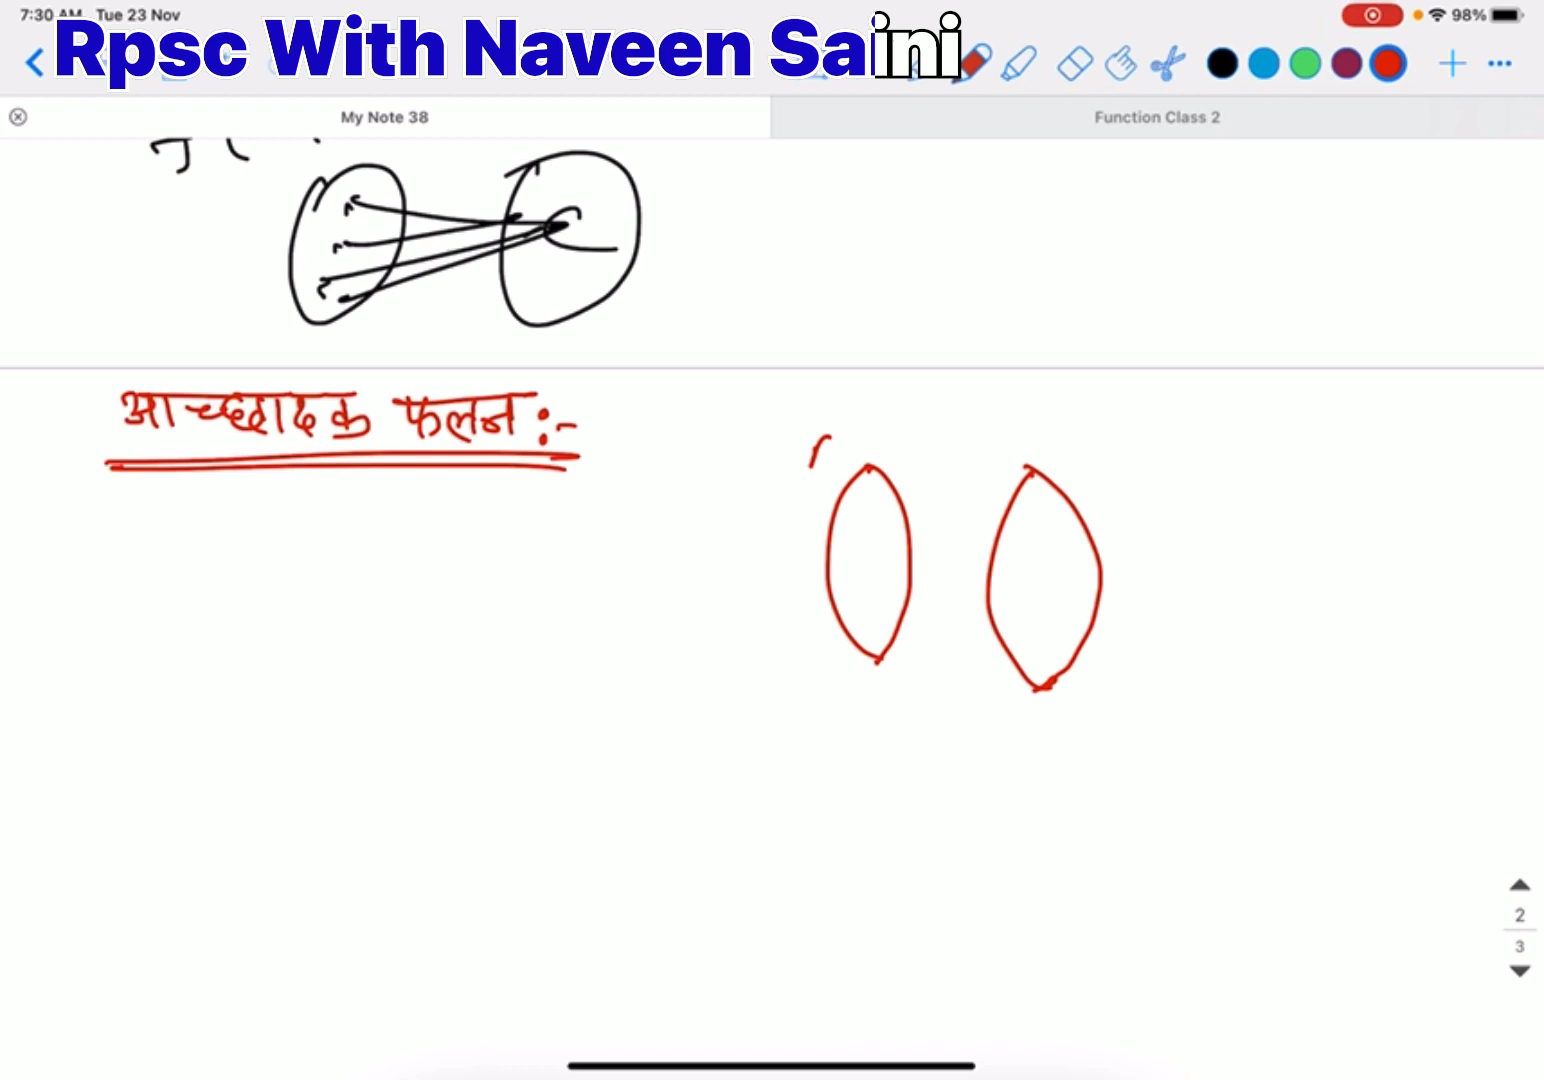 7:30 AM Tue 23 Nov
98%
Rpsc With Naveen Saini
My Note 38
Function Class 2
आच्छादक फलन :-
2
3